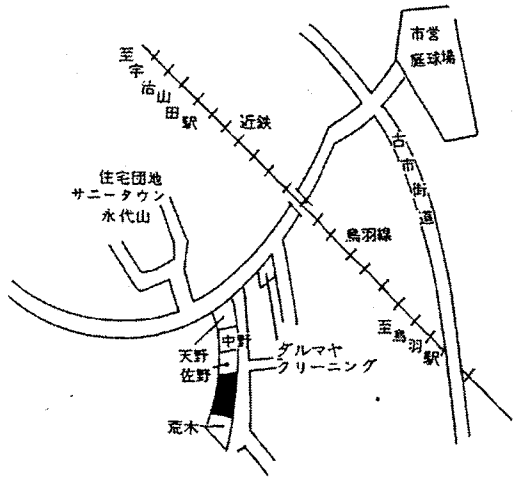 市営
庭球場
至宇治山田駅
近鉄
古市街道
住宅団地
サニータウン
永代山
鳥羽線
至鳥羽駅
中野
天野
佐野
ダルマヤ
クリーニング
荒木